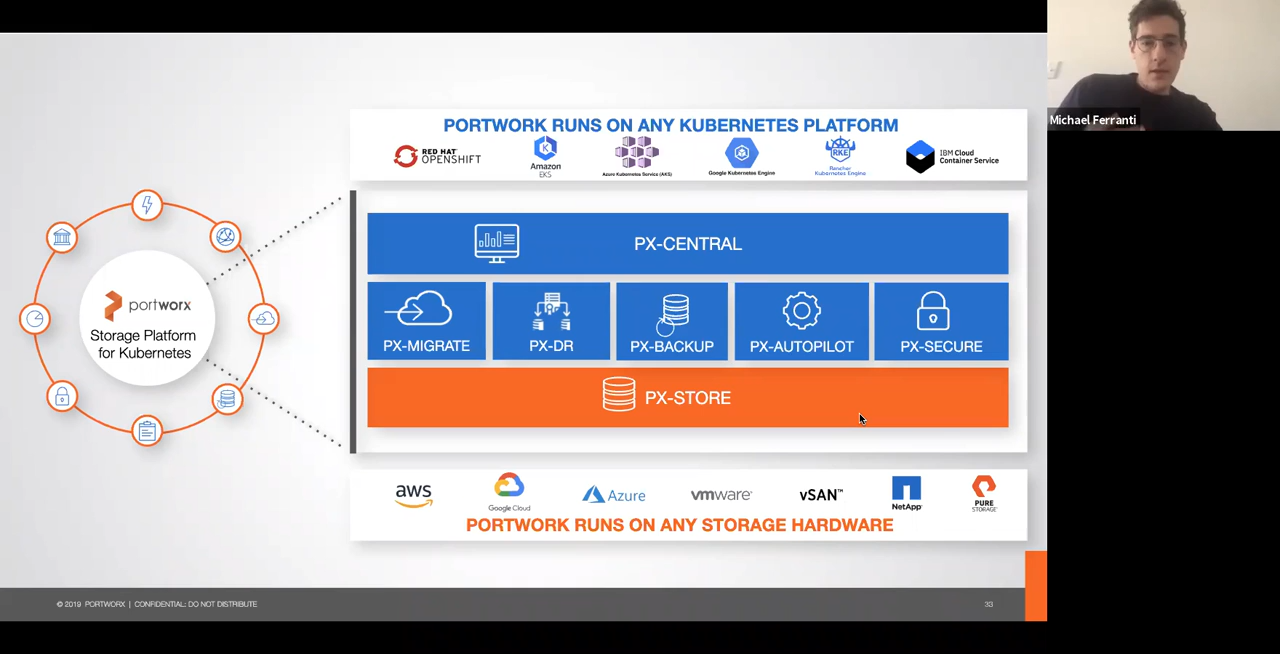 Michael Ferranti
PORTWORK RUNS ON ANY KUBERNETES PLATFORM
RED HAT
OPENSHIFT
Amazon
EKS
Azure Kubernetes Service (AKS)
Google Kubernetes Engine
RKE
Rancher
Kubernetes Engine
IBM Cloud
Container Service
portworx
Storage Platform
for Kubernetes
PX-CENTRAL
PX-MIGRATE
PX-DR
PX-BACKUP
PX-AUTOPILOT
PX-SECURE
PX-STORE
aws
Google Cloud
Azure
vmware
vSAN™
NetApp
PURE
STORAGE
PORTWORK RUNS ON ANY STORAGE HARDWARE
© 2019 PORTWORX | CONFIDENTIAL: DO NOT DISTRIBUTE
33